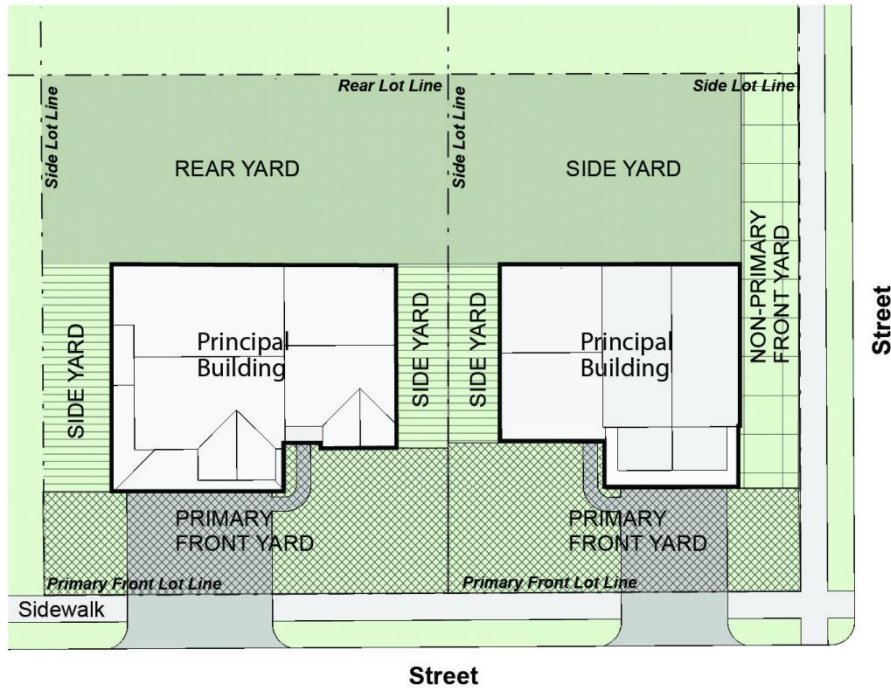 Rear Lot Line
Side Lot Line
Side Lot Line
Side Lot Line
REAR YARD
SIDE YARD
SIDE YARD
Principal
Building
SIDE YARD
SIDE YARD
Principal
Building
NON-PRIMARY
FRONT YARD
Street
PRIMARY
FRONT YARD
PRIMARY
FRONT YARD
Primary Front Lot Line
Primary Front Lot Line
Sidewalk
Street